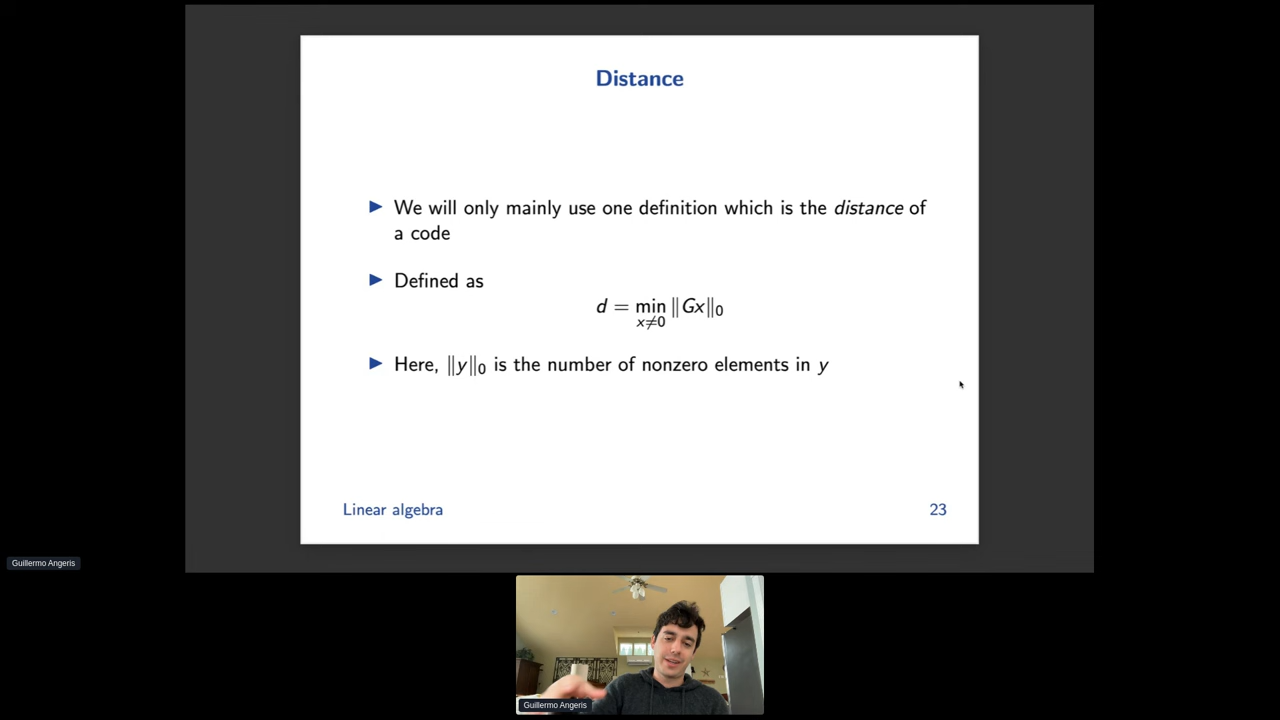 Distance
▶ We will only mainly use one definition which is the distance of
a code
▶ Defined as
d = min ‖Gx‖₀
x≠0
▶ Here, ‖y‖₀ is the number of nonzero elements in y
Linear algebra
23
Guillermo Angeris
Guillermo Angeris